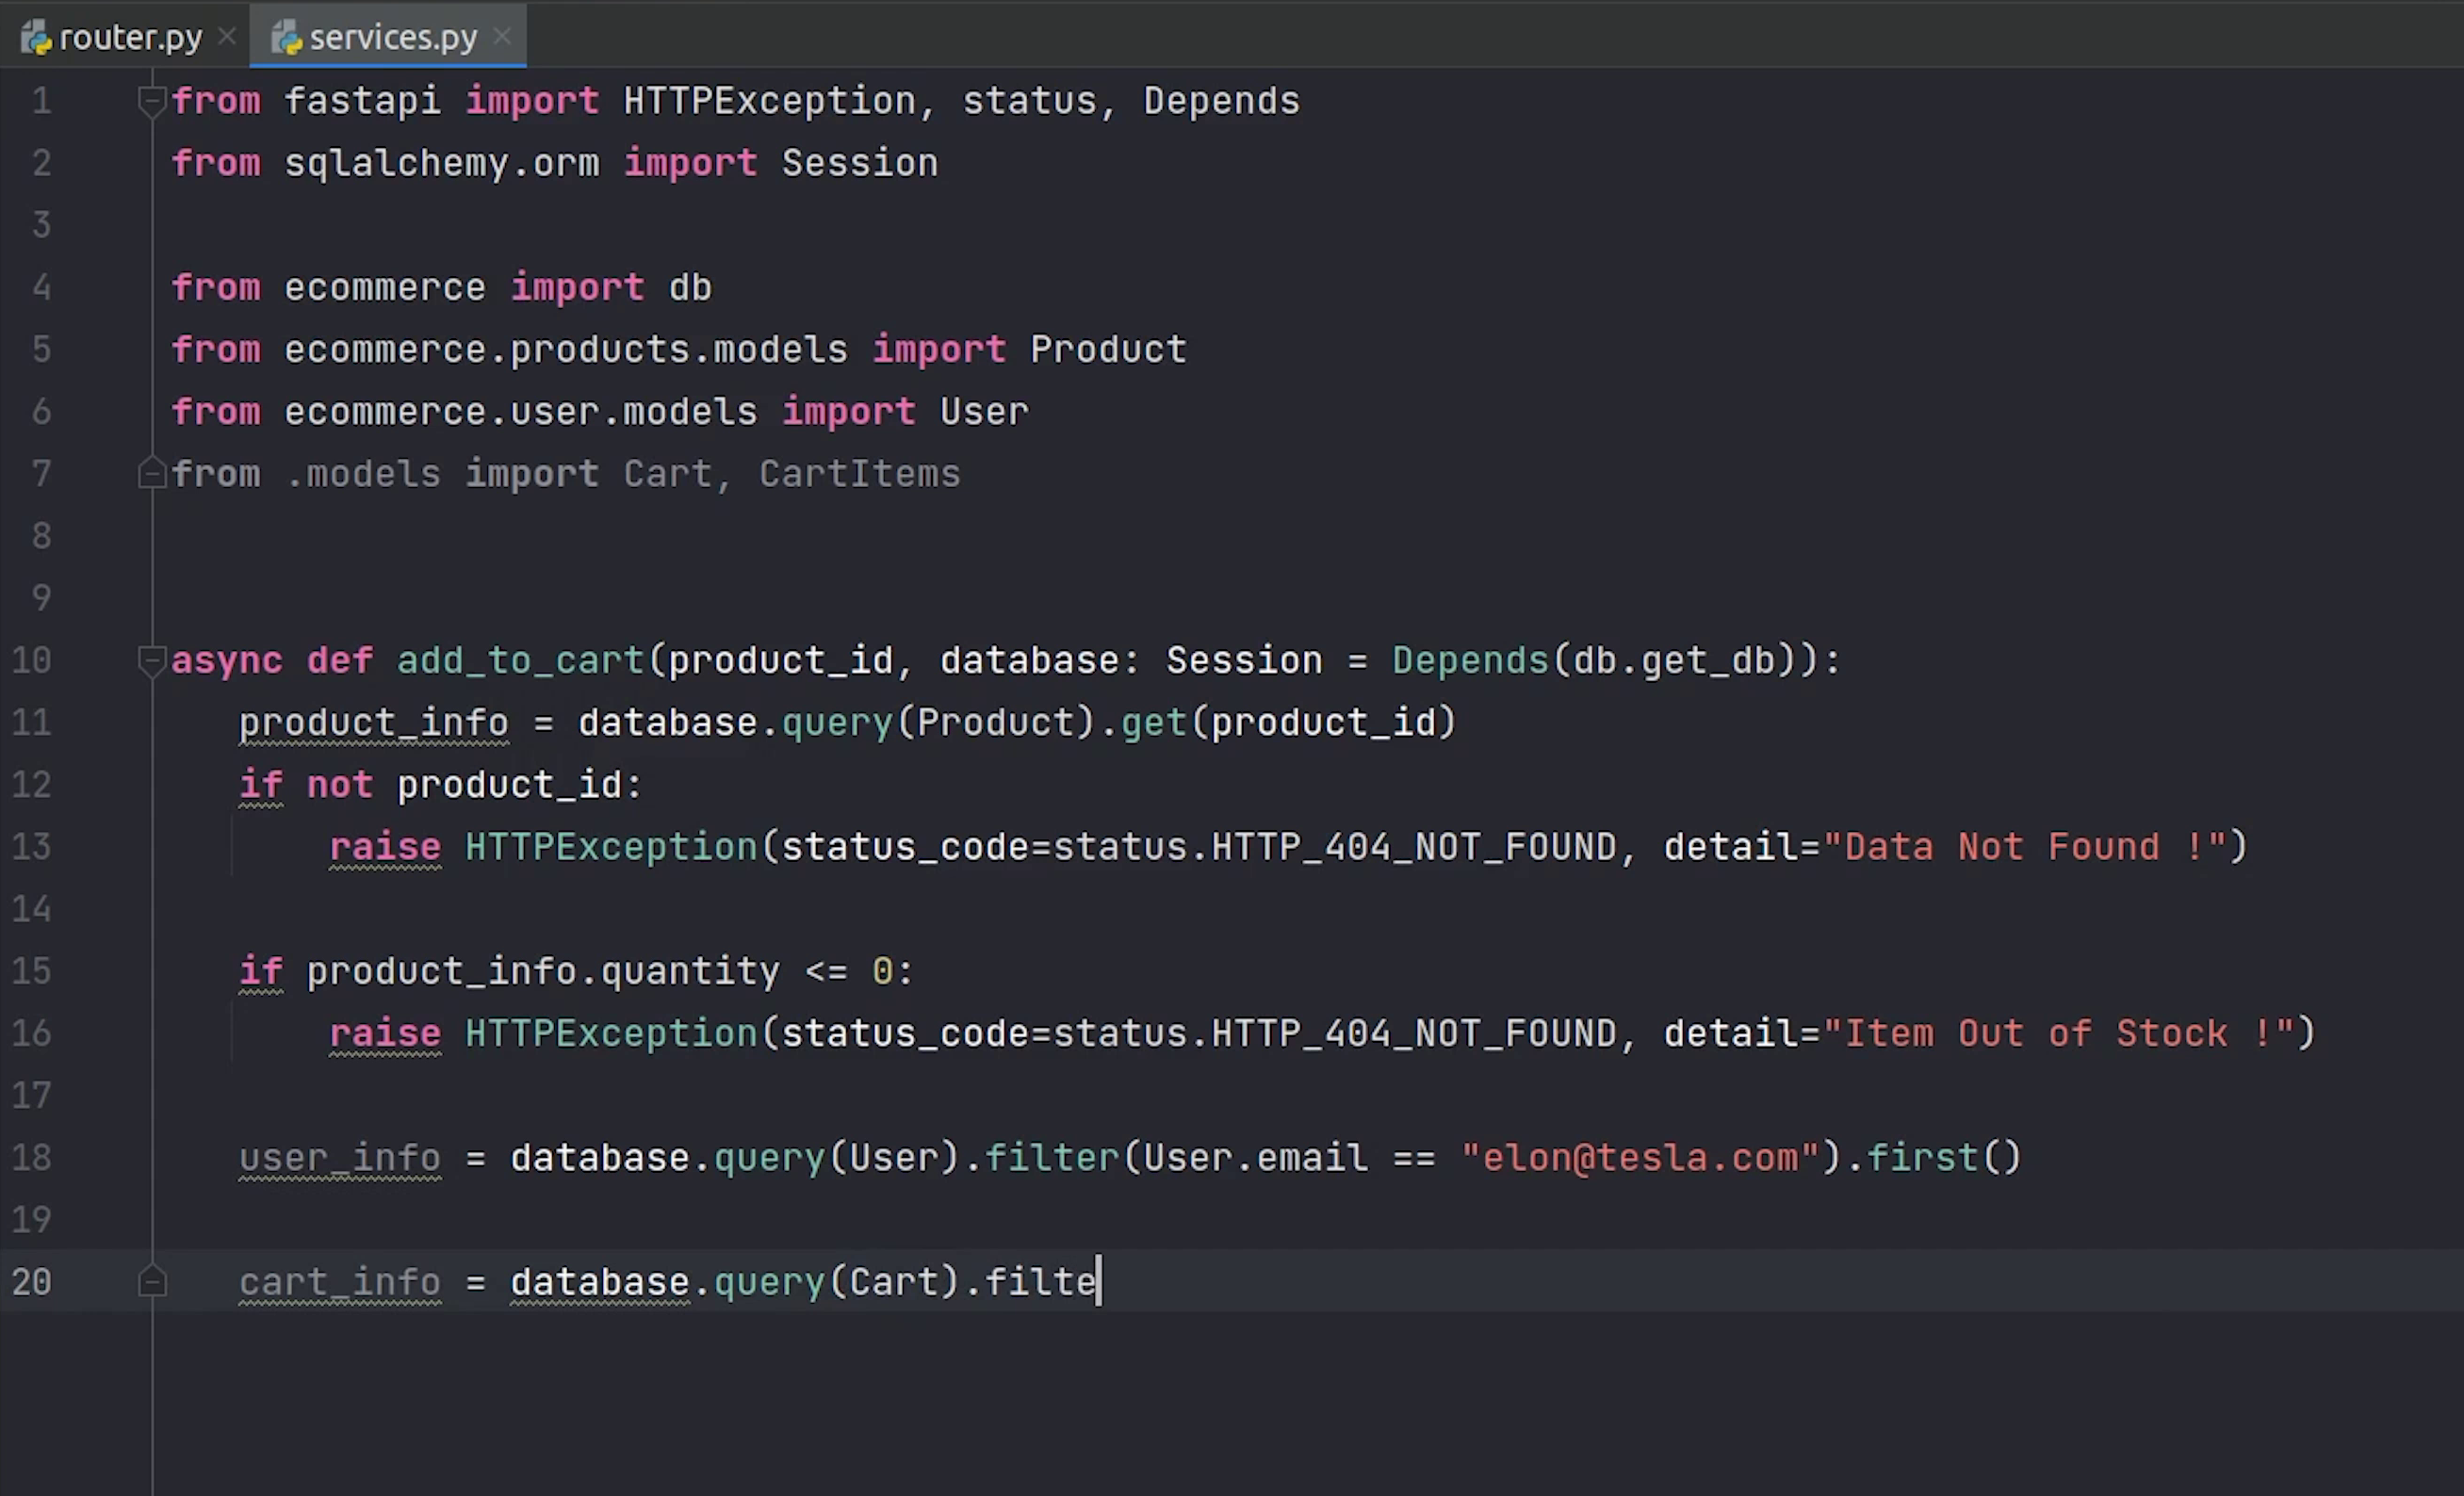 router.py services.py
1 from fastapi import HTTPException, status, Depends
2 from sqlalchemy.orm import Session
3
4 from ecommerce import db
5 from ecommerce.products.models import Product
6 from ecommerce.user.models import User
7 from .models import Cart, CartItems
8
9
10 async def add_to_cart(product_id, database: Session = Depends(db.get_db)):
11 product_info = database.query(Product).get(product_id)
12 if not product_id:
13 raise HTTPException(status_code=status.HTTP_404_NOT_FOUND, detail="Data Not Found !")
14
15 if product_info.quantity <= 0:
16 raise HTTPException(status_code=status.HTTP_404_NOT_FOUND, detail="Item Out of Stock !")
17
18 user_info = database.query(User).filter(User.email == "elon@tesla.com").first()
19
20 cart_info = database.query(Cart).filte